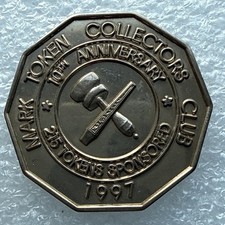 MARK TOKEN COLLECTORS CLUB
10TH ANNIVERSARY
215 TOKENS SPONSORED
1997